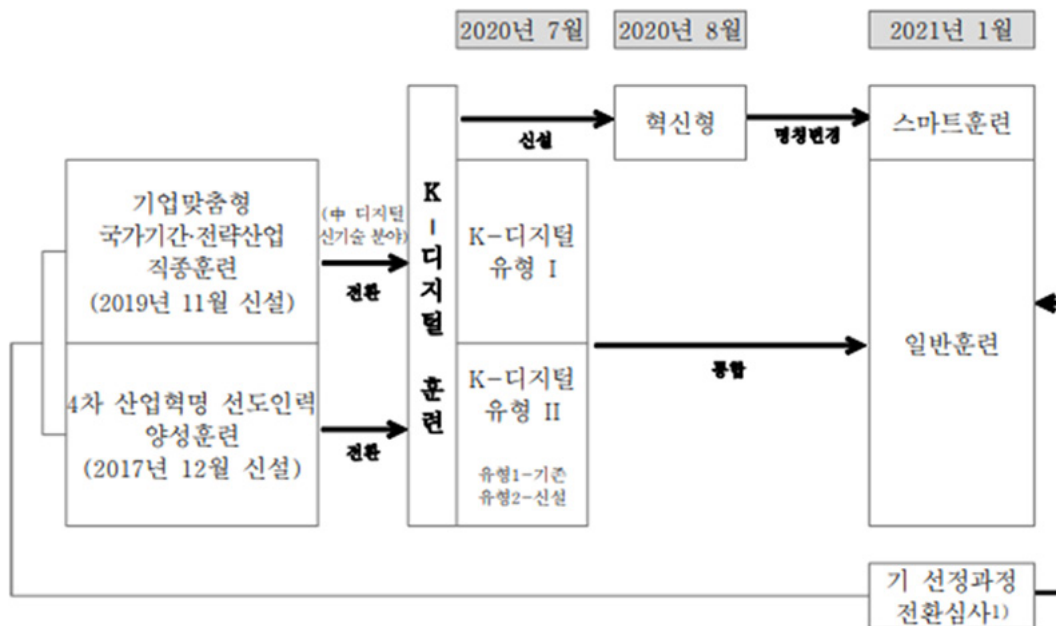 2020년 7월
2020년 8월
2021년 1월
신설
혁신형
명칭변경
스마트훈련
기업맞춤형
국가기간·전략산업
직종훈련
(2019년 11월 신설)
(中 디지털
신기술 분야)
전환
K-디지털 훈련
K-디지털
유형 I
4차 산업혁명 선도인력
양성훈련
(2017년 12월 신설)
전환
K-디지털
유형 II
유형1-기존
유형2-신설
통합
일반훈련
기 선정과정
전환심사1)